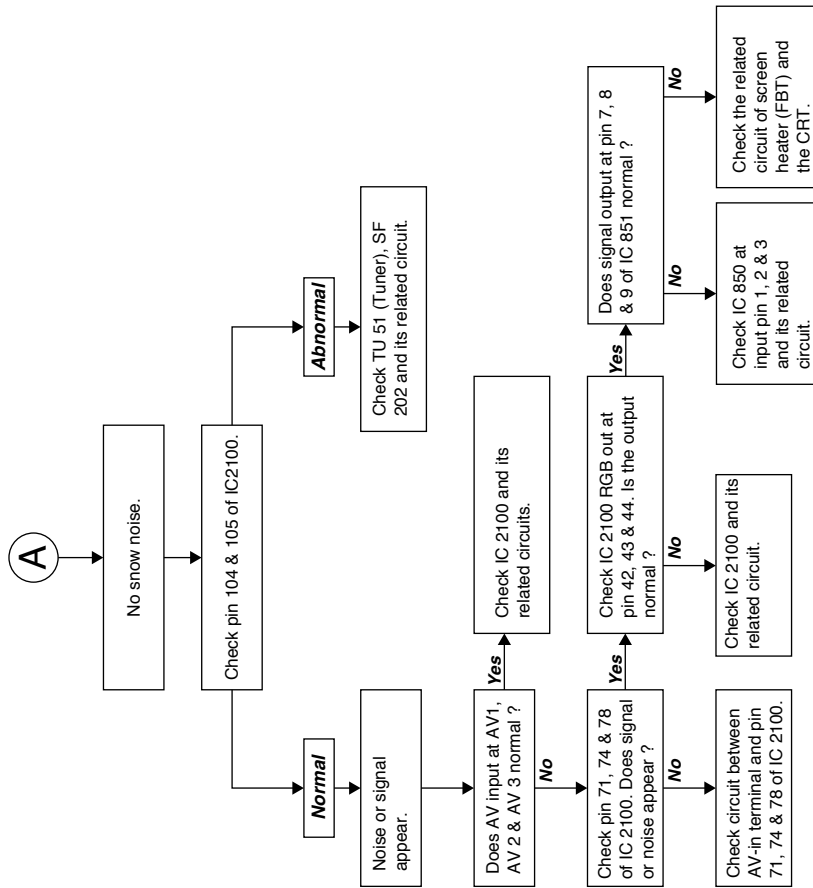 A
No snow noise.
Check pin 104 & 105 of IC2100.
Normal
Abnormal
Noise or signal
appear.
Check TU 51 (Tuner), SF
202 and its related circuit.
Does AV input at AV1,
AV 2 & AV 3 normal ?
Yes
Check IC 2100 and its
related circuits.
No
Check pin 71, 74 & 78
of IC 2100. Does signal
or noise appear ?
Yes
Check IC 2100 RGB out at
pin 42, 43 & 44. Is the output
normal ?
Yes
Does signal output at pin 7, 8
& 9 of IC 851 normal ?
No
Check circuit between
AV-in terminal and pin
71, 74 & 78 of IC 2100.
No
Check IC 2100 and its
related circuit.
No
Check IC 850 at
input pin 1, 2 & 3
and its related
circuit.
No
Check the related
circuit of screen
heater (FBT) and
the CRT.